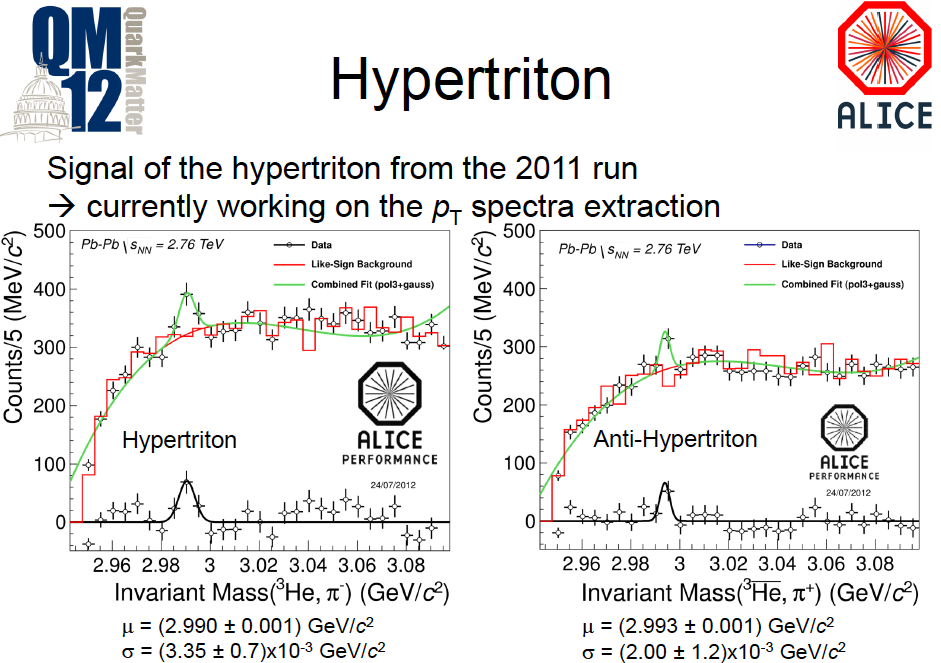 QM
12
QuarkMatter
Hypertriton
ALICE
Signal of the hypertriton from the 2011 run
→ currently working on the pT spectra extraction
Counts/5 (MeV/c2)
500
400
300
200
100
0
Pb-Pb \ sNN = 2.76 TeV
Data
Like-Sign Background
Combined Fit (pol3+gauss)
Hypertriton
ALICE
PERFORMANCE
24/07/2012
2.96 2.98 3 3.02 3.04 3.06 3.08
Invariant Mass(3He, π-) (GeV/c2)
μ = (2.990 ± 0.001) GeV/c2
σ = (3.35 ± 0.7)x10-3 GeV/c2
Counts/5 (MeV/c2)
500
400
300
200
100
0
Pb-Pb \ sNN = 2.76 TeV
Data
Like-Sign Background
Combined Fit (pol3+gauss)
Anti-Hypertriton
ALICE
PERFORMANCE
24/07/2012
2.96 2.98 3 3.02 3.04 3.06 3.08
Invariant Mass(3H̅e̅, π+) (GeV/c2)
μ = (2.993 ± 0.001) GeV/c2
σ = (2.00 ± 1.2)x10-3 GeV/c2